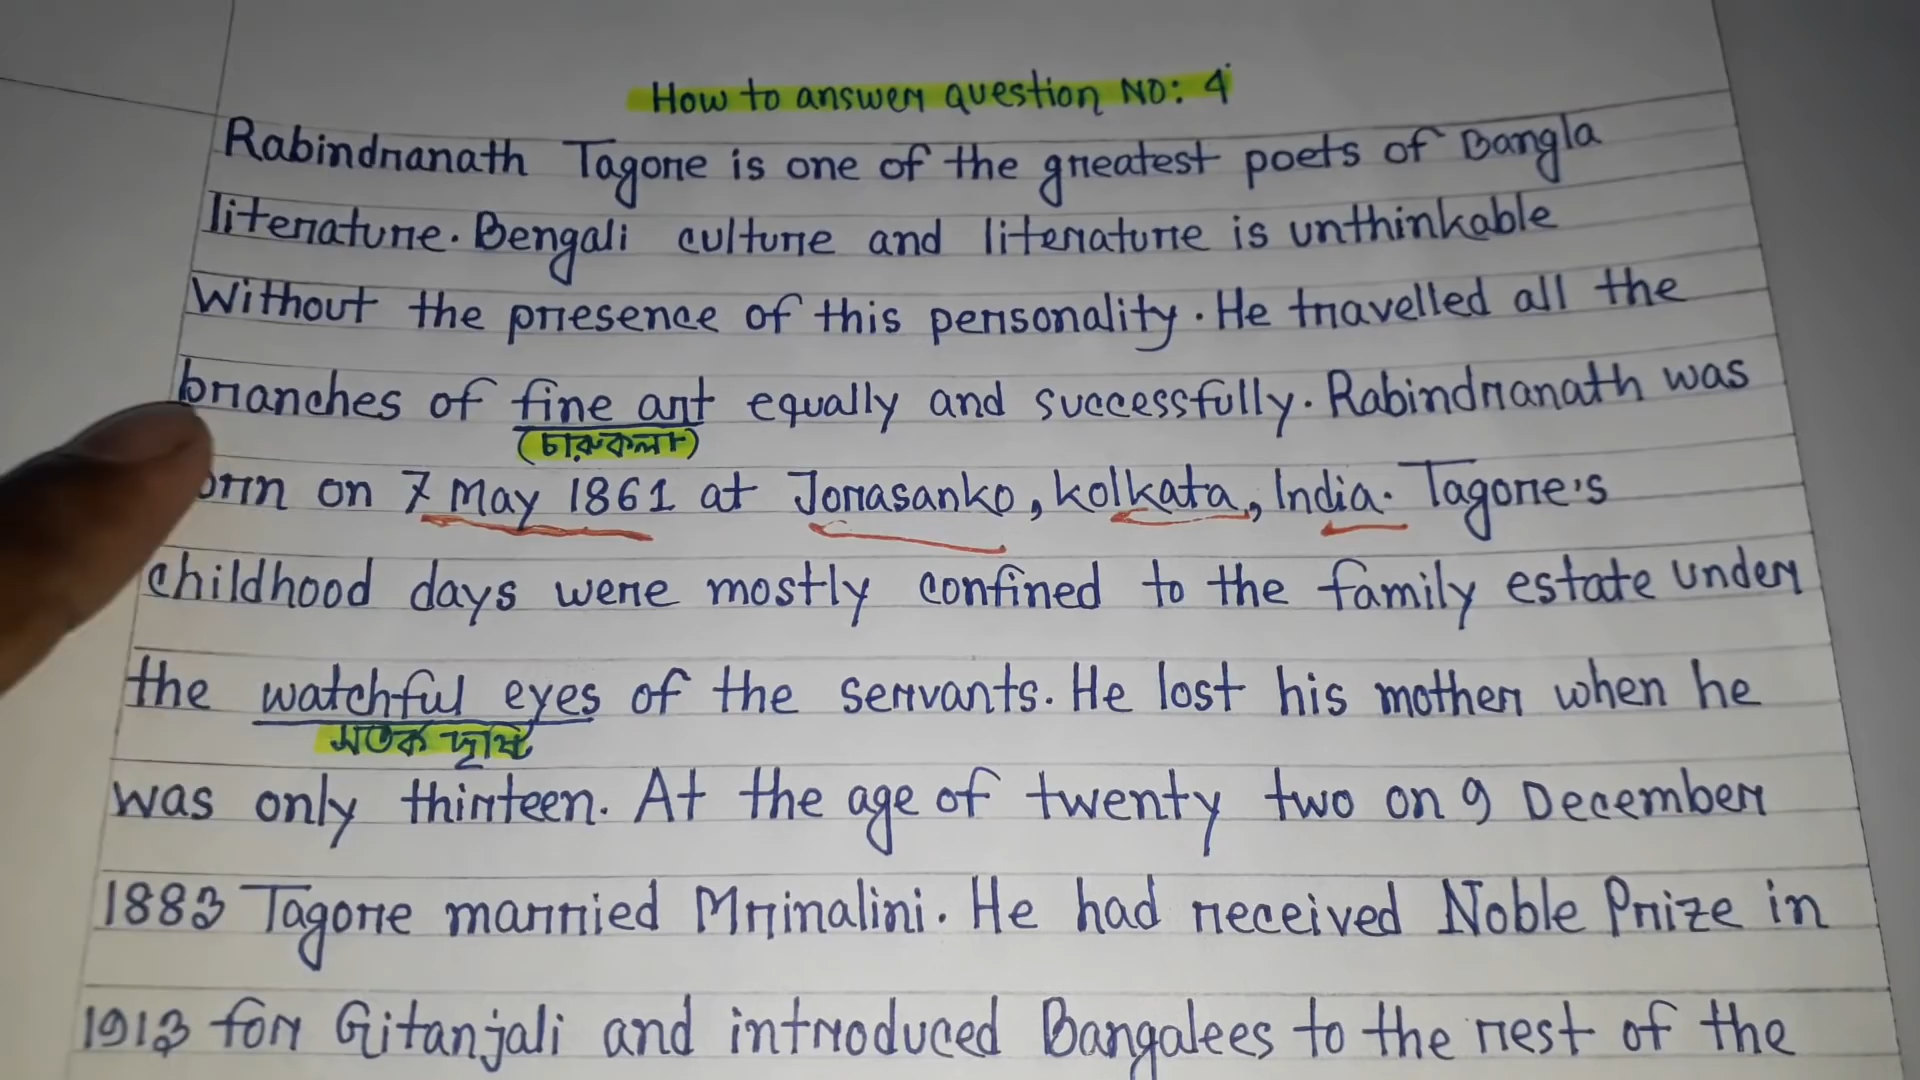 How to answer question NO: 4
Rabindranath Tagore is one of the greatest poets of Bangla
literature. Bengali culture and literature is unthinkable
Without the presence of this personality. He travelled all the
branches of fine art equally and successfully. Rabindranath was
(চারুকলা)
orn on 7 May 1861 at Jorasanko, Kolkata, India. Tagore's
childhood days were mostly confined to the family estate under
the watchful eyes of the servants. He lost his mother when he
সতর্ক দৃষ্টি
was only thirteen. At the age of twenty two on 9 December
1883 Tagore married Mrinalini. He had received Noble Prize in
1913 for Gitanjali and introduced Bangalees to the rest of the